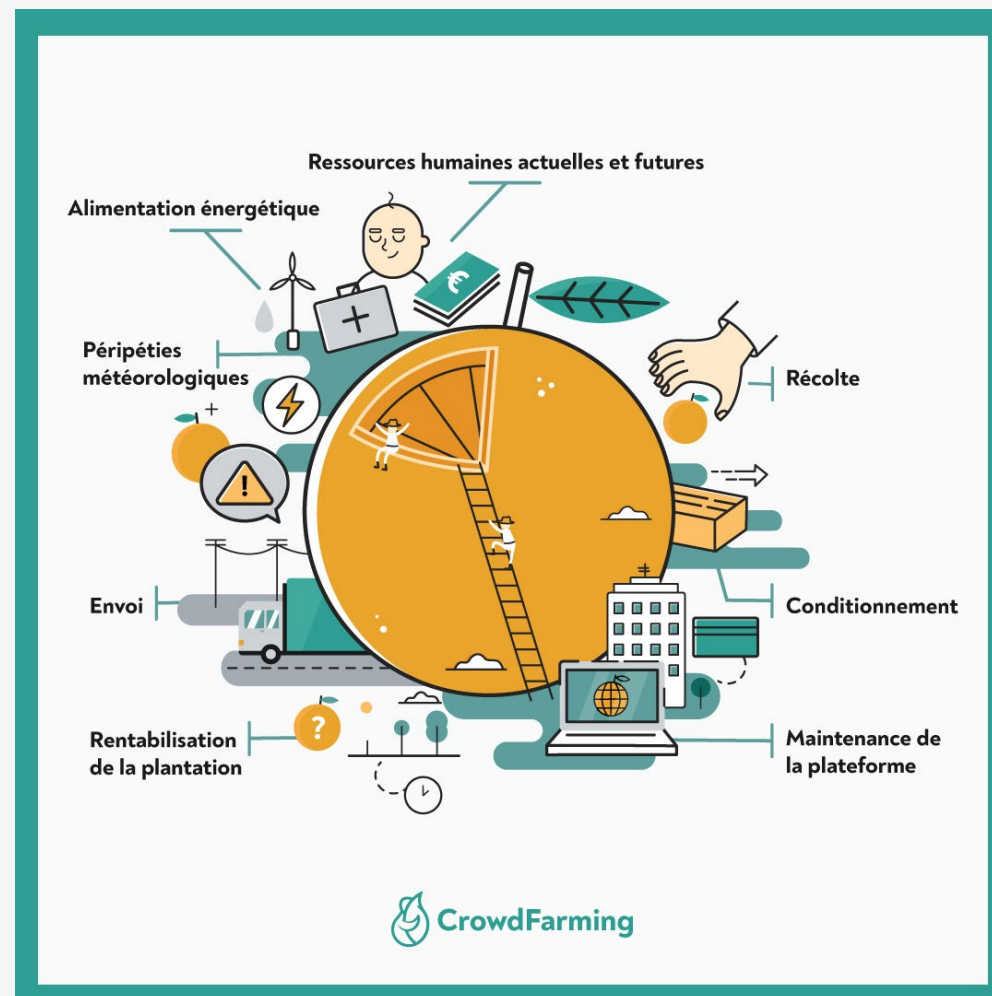 Ressources humaines actuelles et futures
Alimentation énergétique
Péripéties
météorologiques
Récolte
Envoi
Conditionnement
Rentabilisation
de la plantation
Maintenance de
la plateforme
CrowdFarming